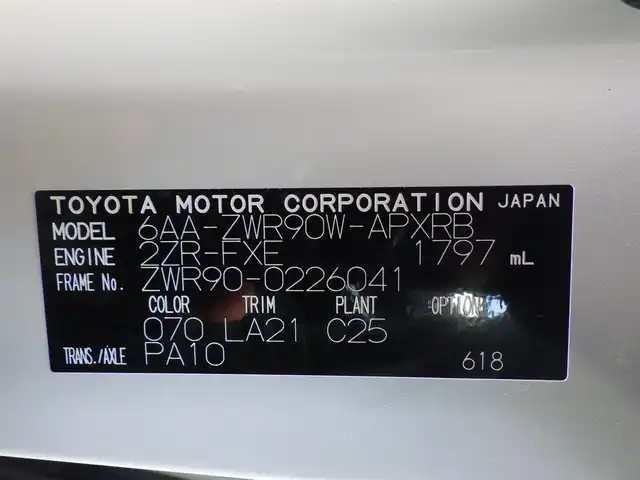 TOYOTA MOTOR CORPORATION JAPAN
MODEL 6AA-ZWR90W-APXRB
ENGINE 2ZR-FXE 1797 mL
FRAME No. ZWR90-0226041
COLOR TRIM PLANT OPTION
070 LA21 C25
TRANS./AXLE PA10 618